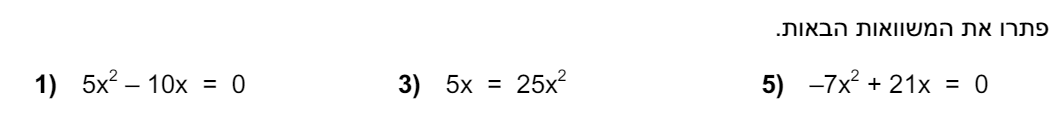 פתרו את המשוואות הבאות.
1) 5x² – 10x = 0 3) 5x = 25x² 5) –7x² + 21x = 0